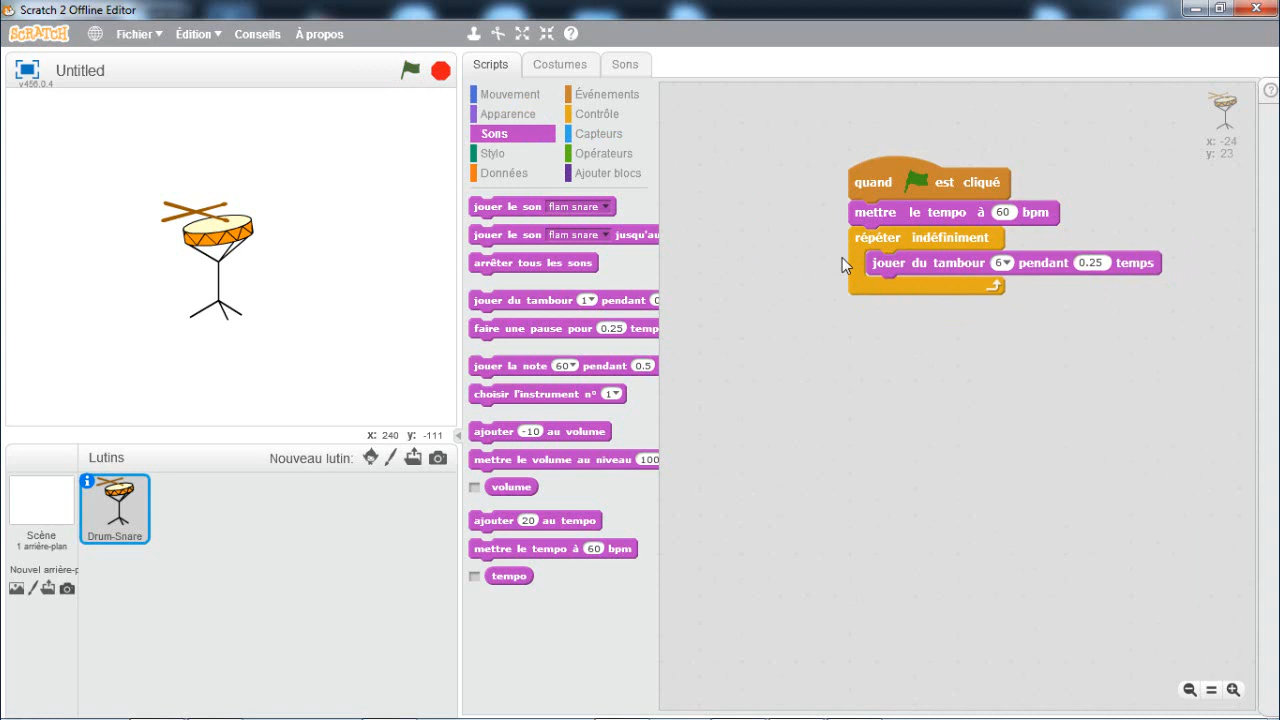 Scratch 2 Offline Editor
SCRATCH Fichier Édition Conseils À propos
v456.0.4
Untitled
Scripts Costumes Sons
Mouvement Événements
Apparence Contrôle
Sons Capteurs
Stylo Opérateurs
Données Ajouter blocs
jouer le son flam snare
jouer le son flam snare jusqu'au
arrêter tous les sons
jouer du tambour 1 pendant 0
faire une pause pour 0.25 temp
jouer la note 60 pendant 0.5
choisir l'instrument n° 1
ajouter -10 au volume
mettre le volume au niveau 100
volume
ajouter 20 au tempo
mettre le tempo à 60 bpm
tempo
x: -24
y: 23
quand est cliqué
mettre le tempo à 60 bpm
répéter indéfiniment
jouer du tambour 6 pendant 0.25 temps
x: 240 y: -111
Lutins Nouveau lutin:
Scène
1 arrière-plan
Drum-Snare
Nouvel arrière-p